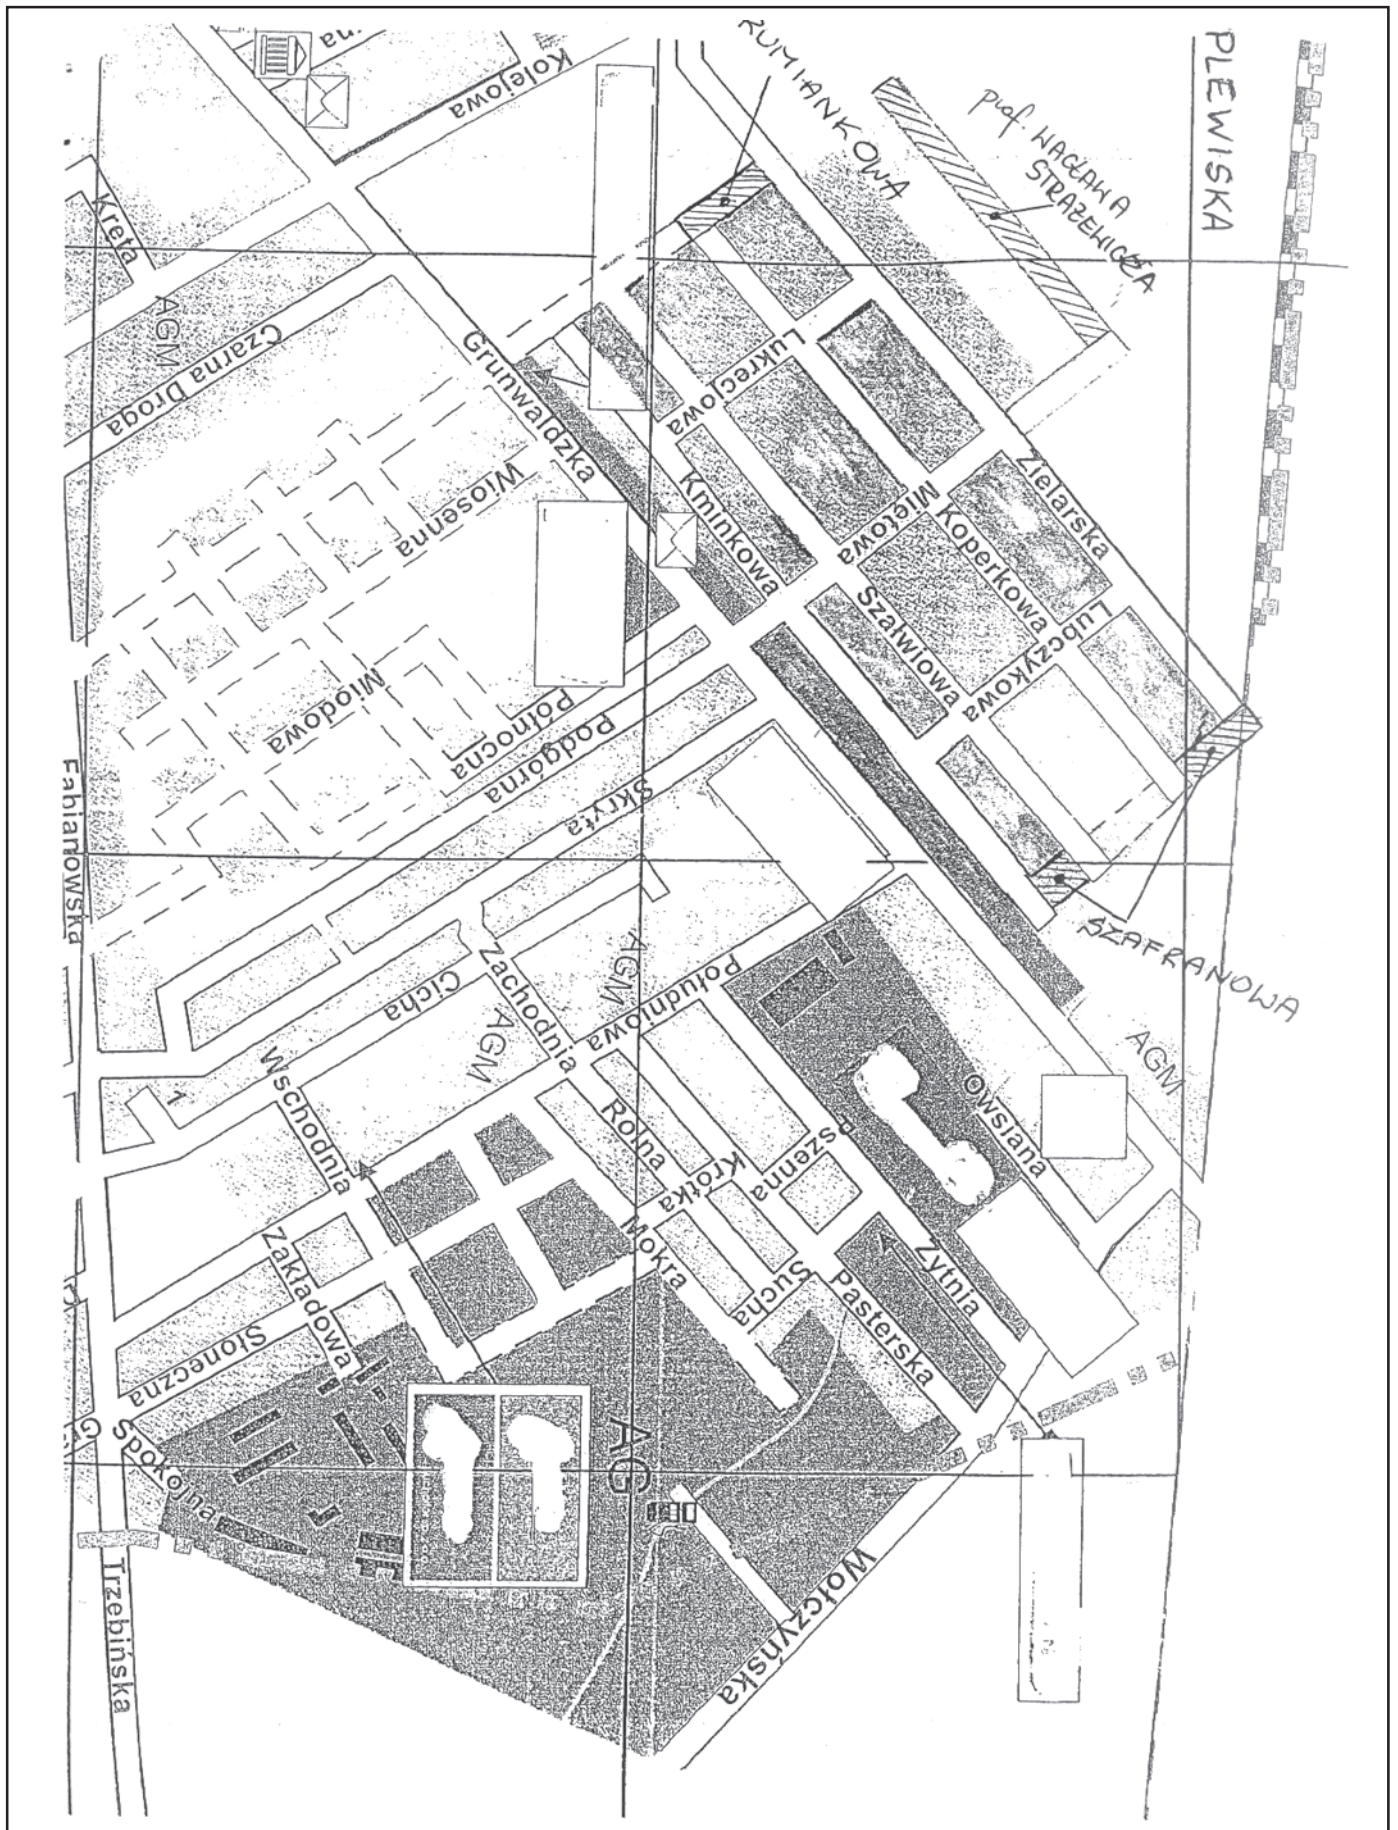 PLEWISKA
RUMIANKOWA
prof. WACŁAWA
STRAŻEWICZA
Kolejowa
Kreta
AGM
Czarna Droga
Grunwaldzka
Lukrecjowa
Kminkowa
Miętowa
Koperkowa
Zielarska
Szałwiowa
Lubczykowa
Wiosenna
Miodowa
Północna
Podgórna
Skryta
Fabianowska
SZAFRANOWA
AGM
Cicha
Zachodnia
AGM
Południowa
AGM
Wschodnia
1
Rolna
Krótka
Pszenna
Owsiana
Mokra
Sucha
Pasterska
Żytnia
Zakładowa
Słoneczna
Spokojna
AG
Wołczyńska
Trzebińska